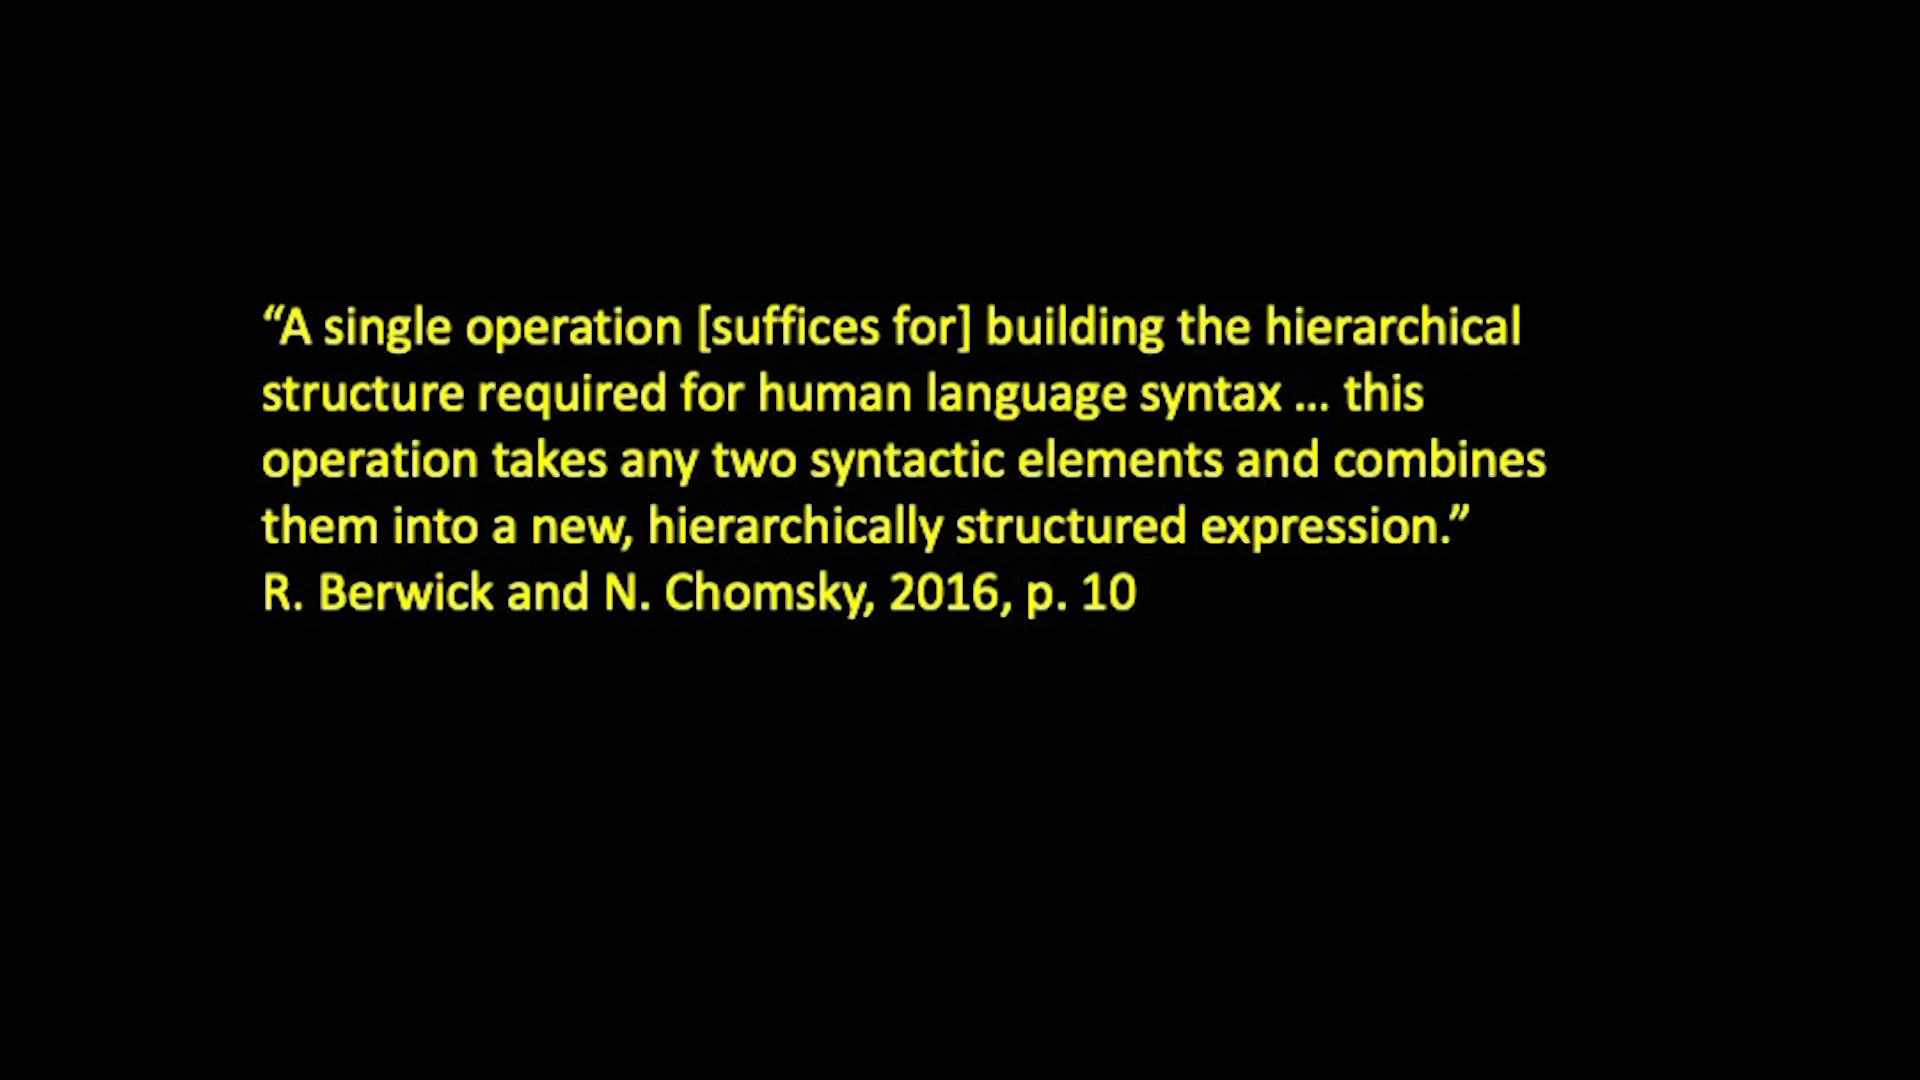 “A single operation [suffices for] building the hierarchical
structure required for human language syntax ... this
operation takes any two syntactic elements and combines
them into a new, hierarchically structured expression.”
R. Berwick and N. Chomsky, 2016, p. 10